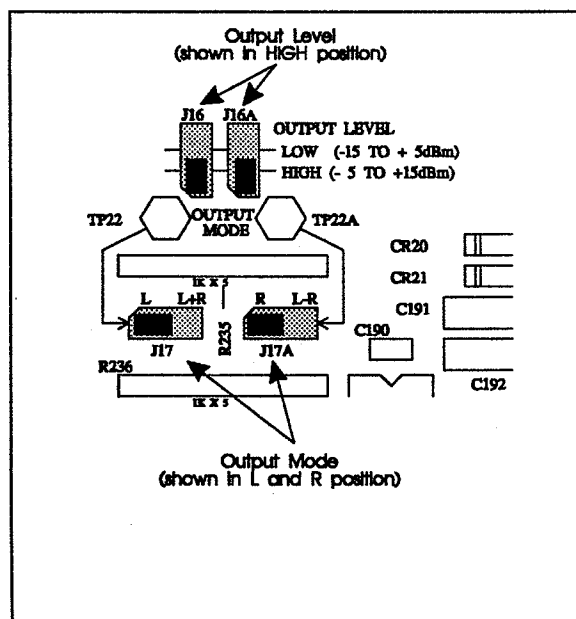 Output Level
(shown in HIGH position)
J16 J16A
OUTPUT LEVEL
LOW (-15 TO + 5dBm)
HIGH (- 5 TO +15dBm)
TP22 OUTPUT MODE TP22A
CR20
CR21
1K X 5
C191
L L+R R L-R
R235
C190
J17 J17A
R236
C192
1K X 5
Output Mode
(shown in L and R position)